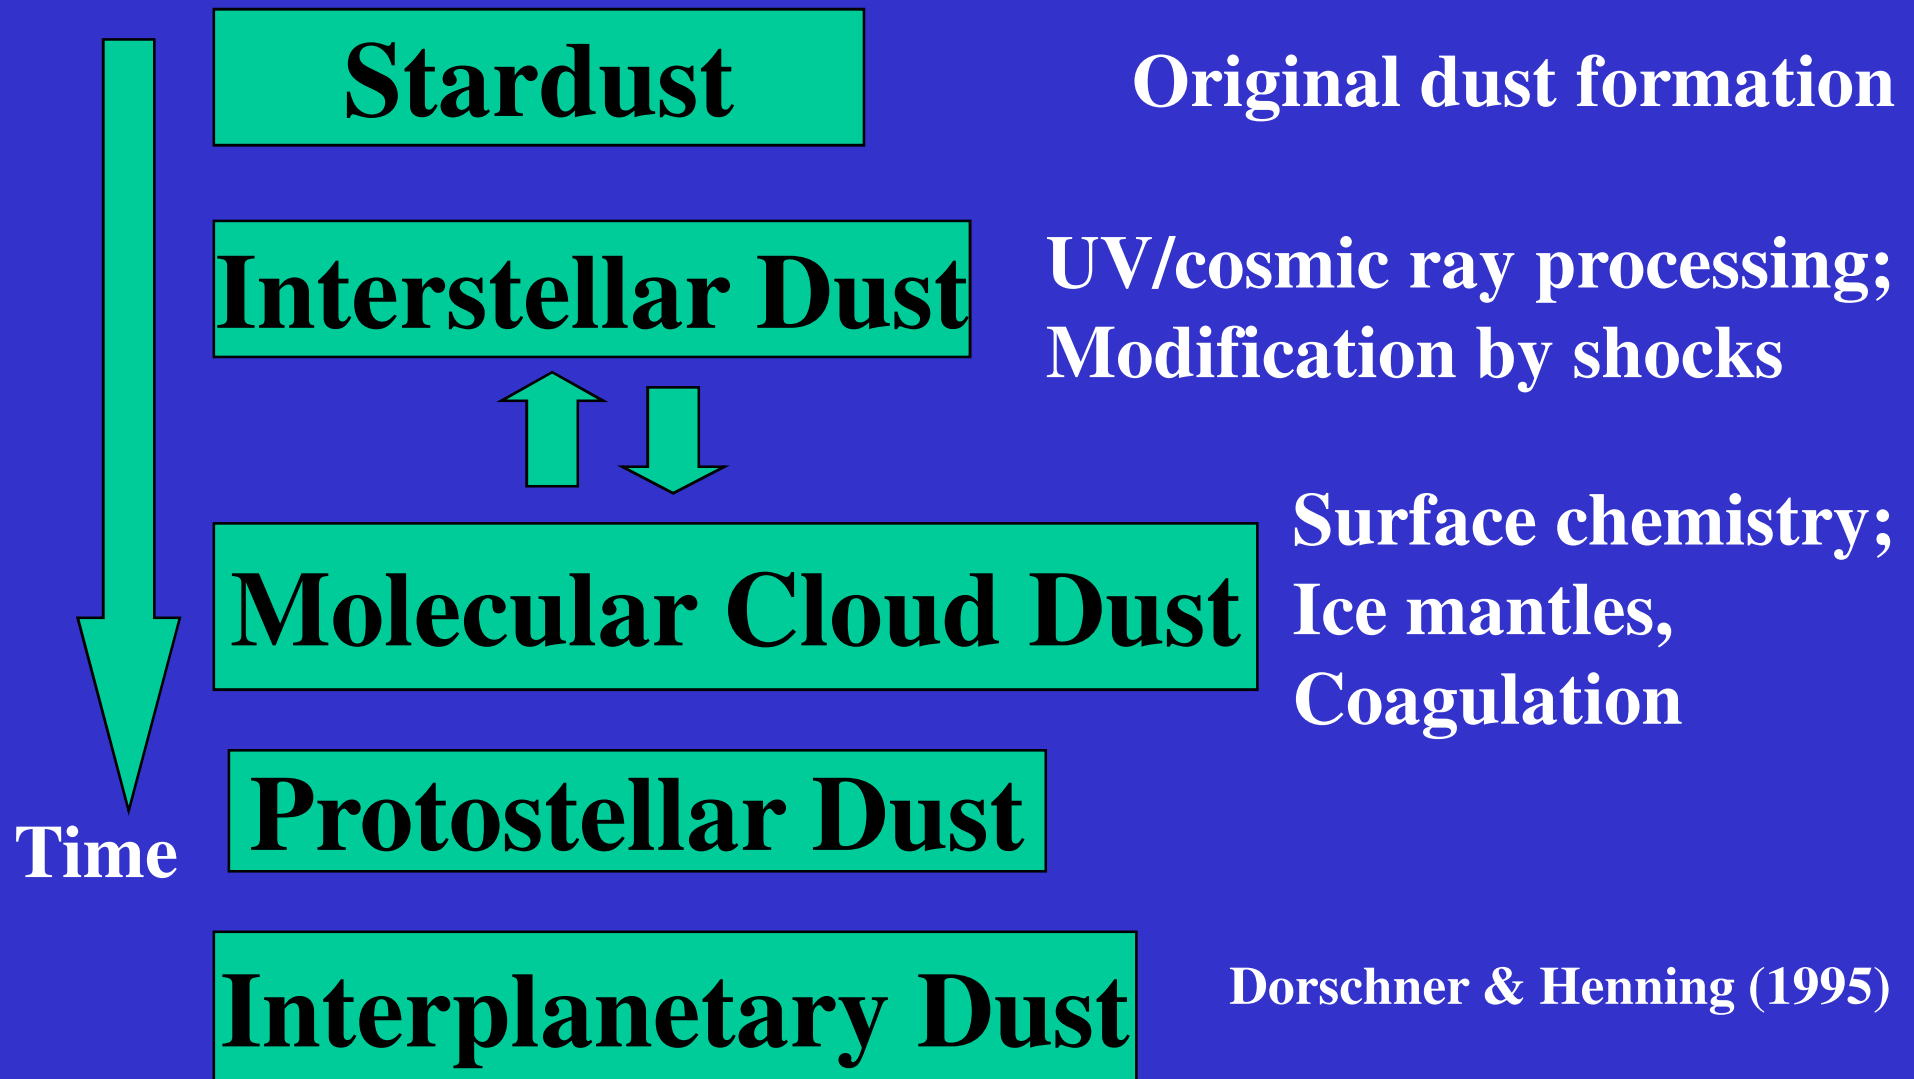 Stardust
Original dust formation
Interstellar Dust
UV/cosmic ray processing;
Modification by shocks
Molecular Cloud Dust
Surface chemistry;
Ice mantles,
Coagulation
Protostellar Dust
Time
Interplanetary Dust
Dorschner & Henning (1995)